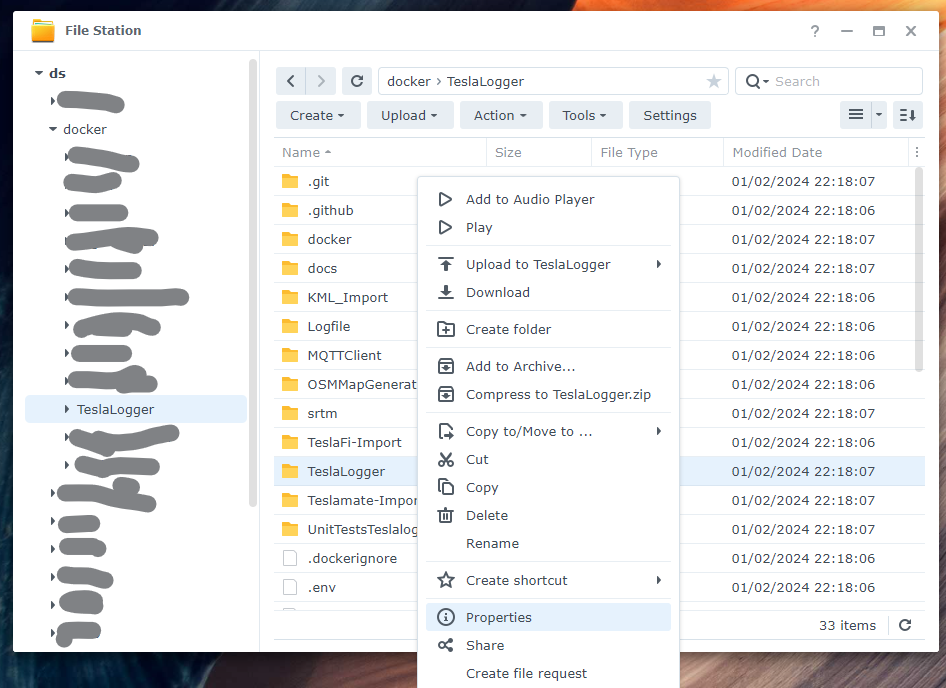 File Station
?
ds
docker
TeslaLogger
docker › TeslaLogger
Search
Create
Upload
Action
Tools
Settings
Name
Size
File Type
Modified Date
.git
01/02/2024 22:18:07
.github
01/02/2024 22:18:06
docker
01/02/2024 22:18:06
docs
01/02/2024 22:18:07
KML_Import
01/02/2024 22:18:06
Logfile
01/02/2024 22:18:06
MQTTClient
01/02/2024 22:18:06
OSMMapGenerat
01/02/2024 22:18:06
srtm
01/02/2024 22:18:07
TeslaFi-Import
01/02/2024 22:18:06
TeslaLogger
01/02/2024 22:18:07
Teslamate-Impor
01/02/2024 22:18:07
UnitTestsTeslalog
01/02/2024 22:18:07
.dockerignore
01/02/2024 22:18:06
.env
01/02/2024 22:18:06
33 items
Add to Audio Player
Play
Upload to TeslaLogger
Download
Create folder
Add to Archive...
Compress to TeslaLogger.zip
Copy to/Move to ...
Cut
Copy
Delete
Rename
Create shortcut
Properties
Share
Create file request